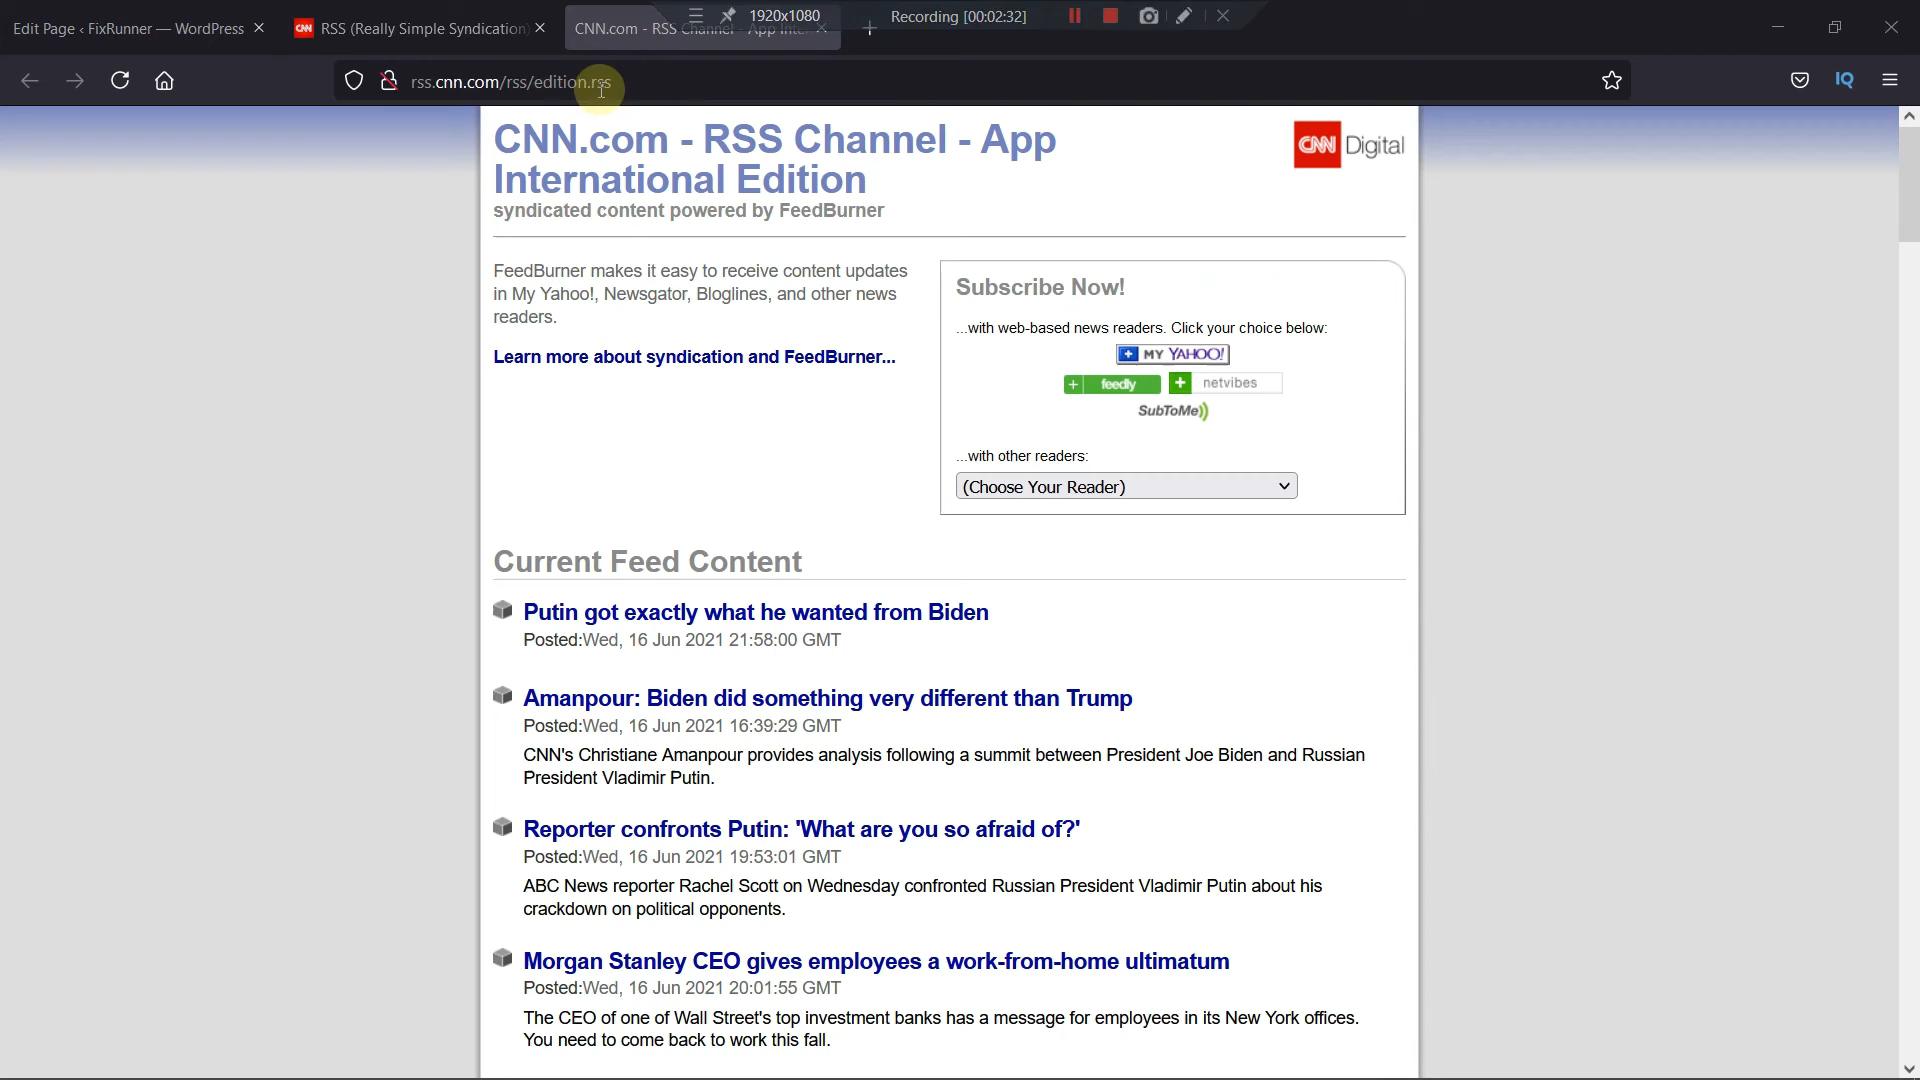 Edit Page ‹ FixRunner — WordPress
CNN RSS (Really Simple Syndication)
CNN.com - RSS Channel - App Inte
1920x1080
Recording [00:02:32]
rss.cnn.com/rss/edition.rss
IQ
CNN.com - RSS Channel - App
International Edition
syndicated content powered by FeedBurner
CNN Digital
FeedBurner makes it easy to receive content updates
in My Yahoo!, Newsgator, Bloglines, and other news
readers.
Learn more about syndication and FeedBurner...
Subscribe Now!
...with web-based news readers. Click your choice below:
MY YAHOO!
feedly
netvibes
SubToMe
...with other readers:
(Choose Your Reader)
Current Feed Content
Putin got exactly what he wanted from Biden
Posted:Wed, 16 Jun 2021 21:58:00 GMT
Amanpour: Biden did something very different than Trump
Posted:Wed, 16 Jun 2021 16:39:29 GMT
CNN's Christiane Amanpour provides analysis following a summit between President Joe Biden and Russian
President Vladimir Putin.
Reporter confronts Putin: 'What are you so afraid of?'
Posted:Wed, 16 Jun 2021 19:53:01 GMT
ABC News reporter Rachel Scott on Wednesday confronted Russian President Vladimir Putin about his
crackdown on political opponents.
Morgan Stanley CEO gives employees a work-from-home ultimatum
Posted:Wed, 16 Jun 2021 20:01:55 GMT
The CEO of one of Wall Street's top investment banks has a message for employees in its New York offices.
You need to come back to work this fall.